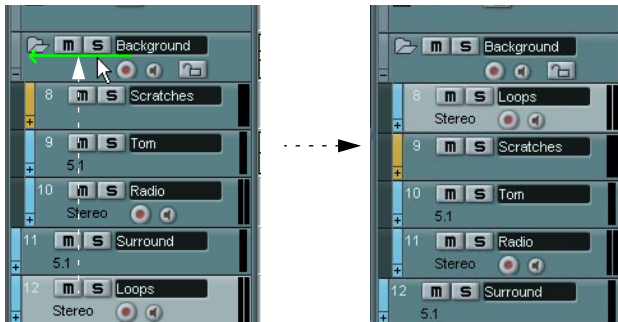 m S Background
8 m S Scratches
9 m S Tom
5.1
10 m S Radio
Stereo
11 m S Surround
5.1
12 m S Loops
Stereo
m S Background
8 m S Loops
Stereo
9 m S Scratches
10 m S Tom
5.1
11 m S Radio
Stereo
12 m S Surround
5.1